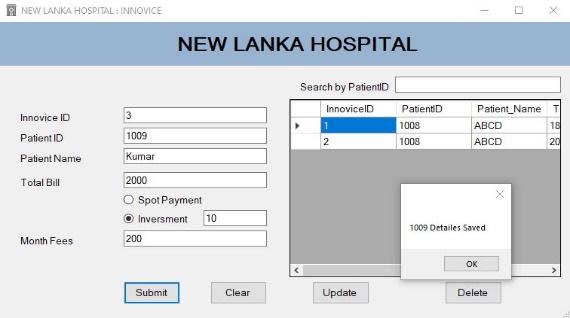 NEW LANKA HOSPITAL : INNOVICE
NEW LANKA HOSPITAL
Search by PatientID
Innovice ID 3
Patient ID 1009
Patient Name Kumar
Total Bill 2000
Spot Payment
Inversment 10
Month Fees 200
InnoviceID PatientID Patient_Name T
1 1008 ABCD 18
2 1008 ABCD 20
1009 Detailes Saved
OK
Submit Clear Update Delete